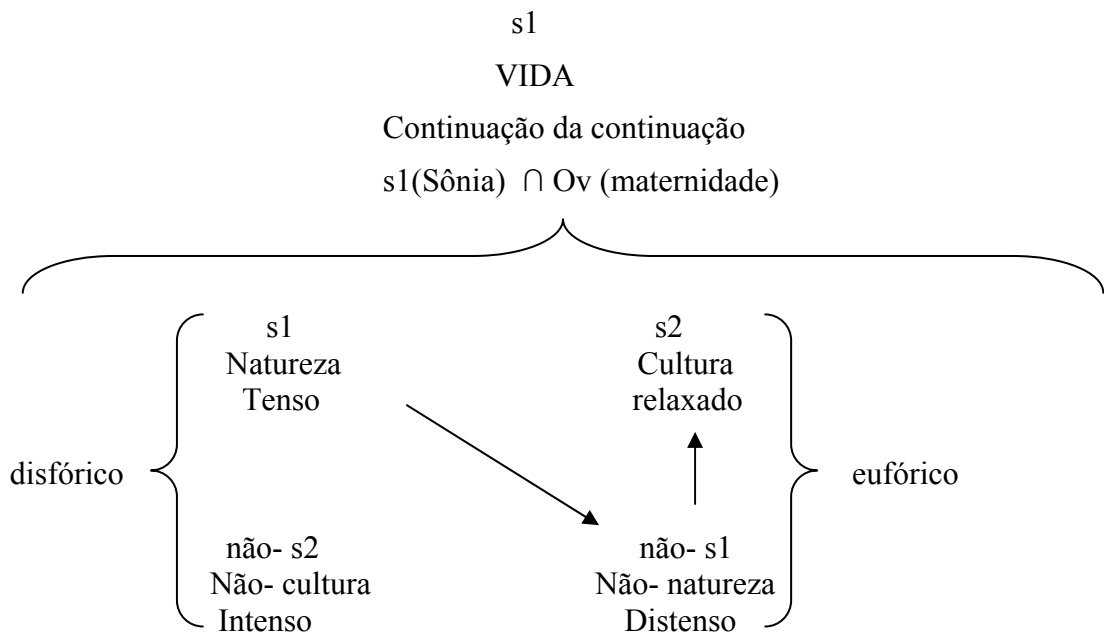 s1
VIDA
Continuação da continuação
s1(Sônia) ∩ Ov (maternidade)
s1
Natureza
Tenso
s2
Cultura
relaxado
disfórico
eufórico
não- s2
Não- cultura
Intenso
não- s1
Não- natureza
Distenso